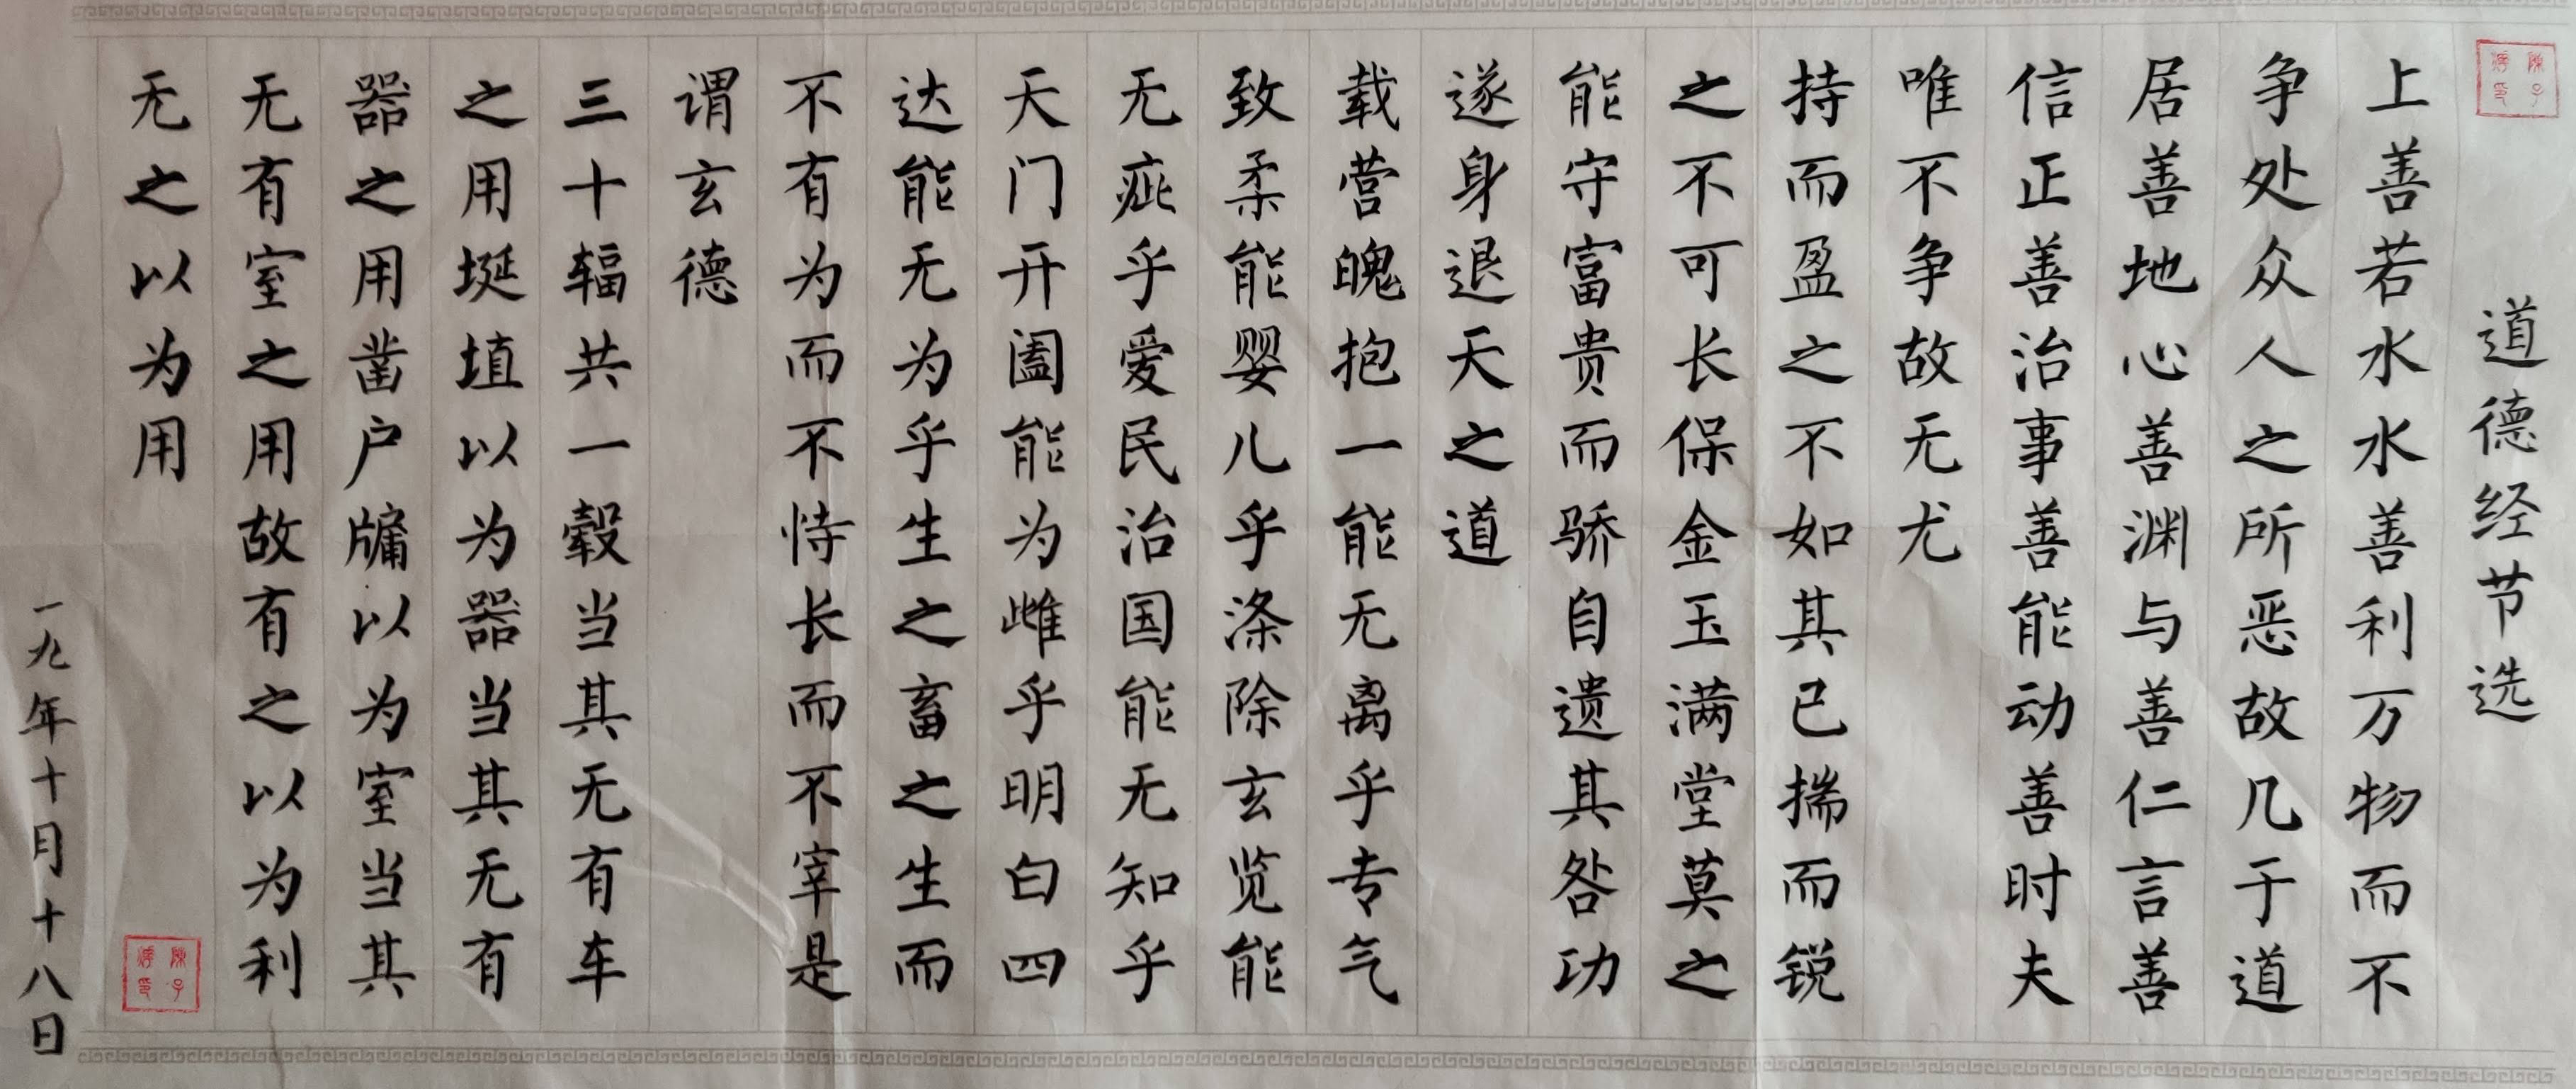 道德经节选
上善若水水善利万物而不
争处众人之所恶故几于道
居善地心善渊与善仁言善
信正善治事善能动善时夫
唯不争故无尤
持而盈之不如其已揣而锐
之不可长保金玉满堂莫之
能守富贵而骄自遗其咎功
遂身退天之道
载营魄抱一能无离乎专气
致柔能婴儿乎涤除玄览能
无疵乎爱民治国能无知乎
天门开阖能为雌乎明白四
达能无为乎生之畜之生而
不有为而不恃长而不宰是
谓玄德
三十辐共一毂当其无有车
之用埏埴以为器当其无有
器之用凿户牖以为室当其
无有室之用故有之以为利
无之以为用
一九年十月十八日